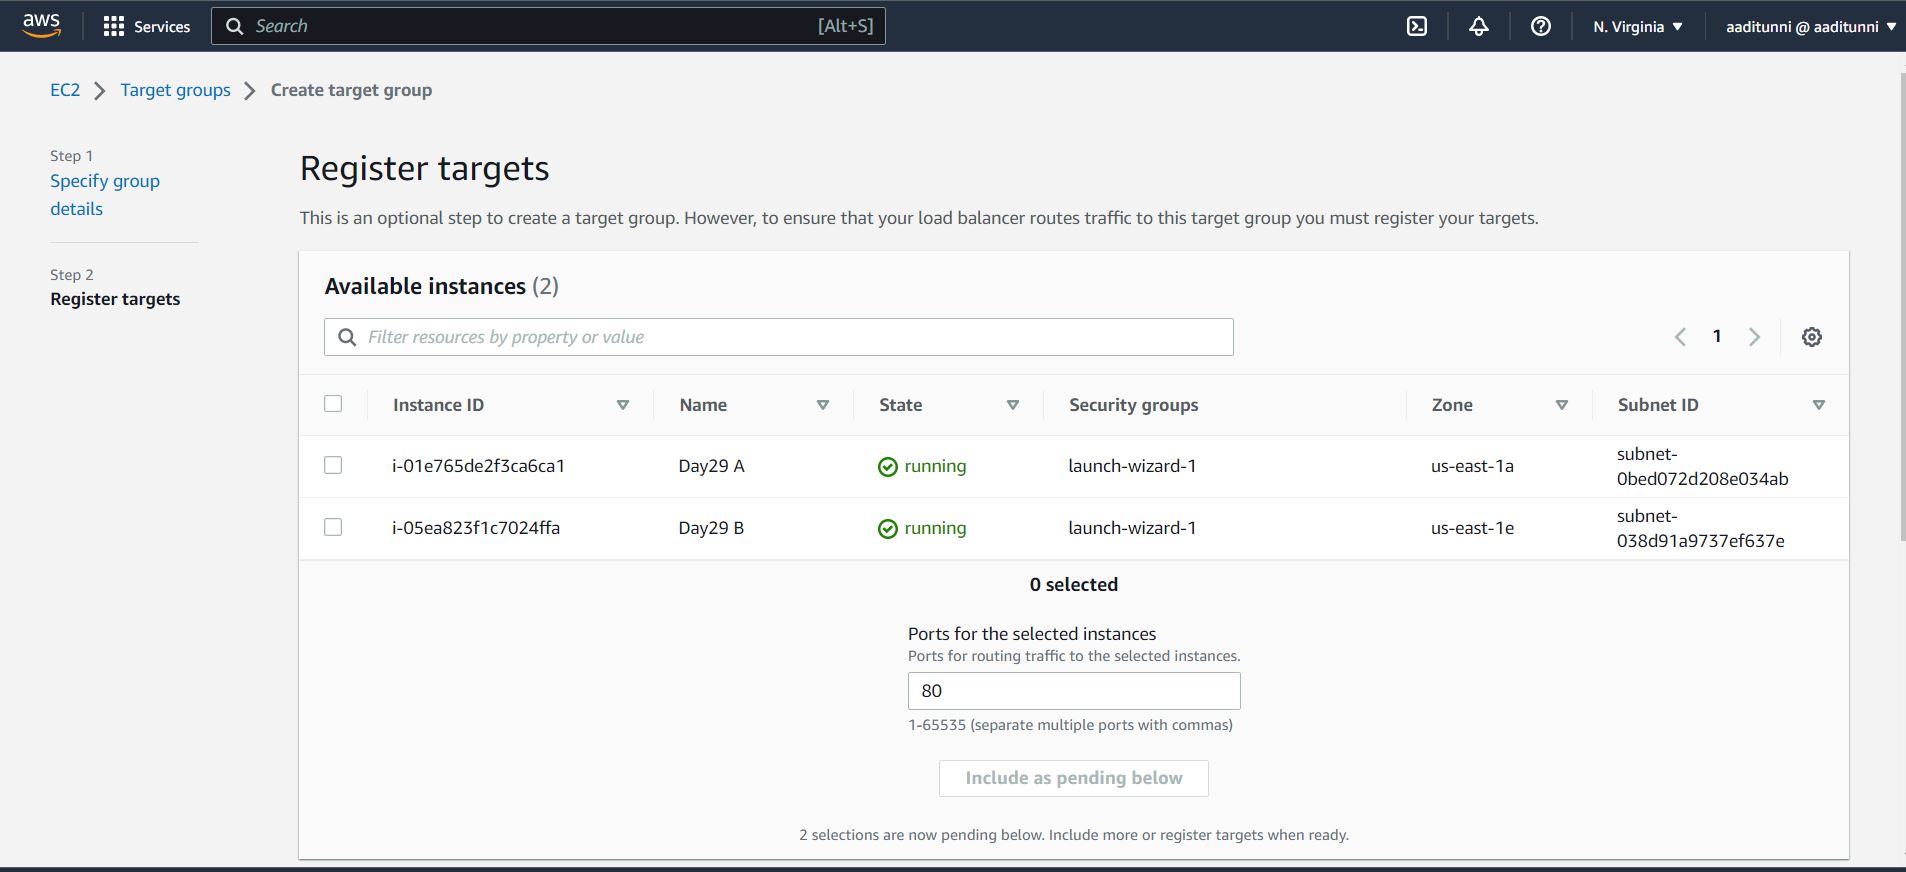 aws Services Search [Alt+S] N. Virginia aaditunni @ aaditunni
EC2 Target groups Create target group
Step 1
Specify group
details
Step 2
Register targets
Register targets
This is an optional step to create a target group. However, to ensure that your load balancer routes traffic to this target group you must register your targets.
Available instances (2)
Filter resources by property or value 1
Instance ID Name State Security groups Zone Subnet ID
i-01e765de2f3ca6ca1 Day29 A running launch-wizard-1 us-east-1a subnet-
0bed072d208e034ab
i-05ea823f1c7024ffa Day29 B running launch-wizard-1 us-east-1e subnet-
038d91a9737ef637e
0 selected
Ports for the selected instances
Ports for routing traffic to the selected instances.
80
1-65535 (separate multiple ports with commas)
Include as pending below
2 selections are now pending below. Include more or register targets when ready.